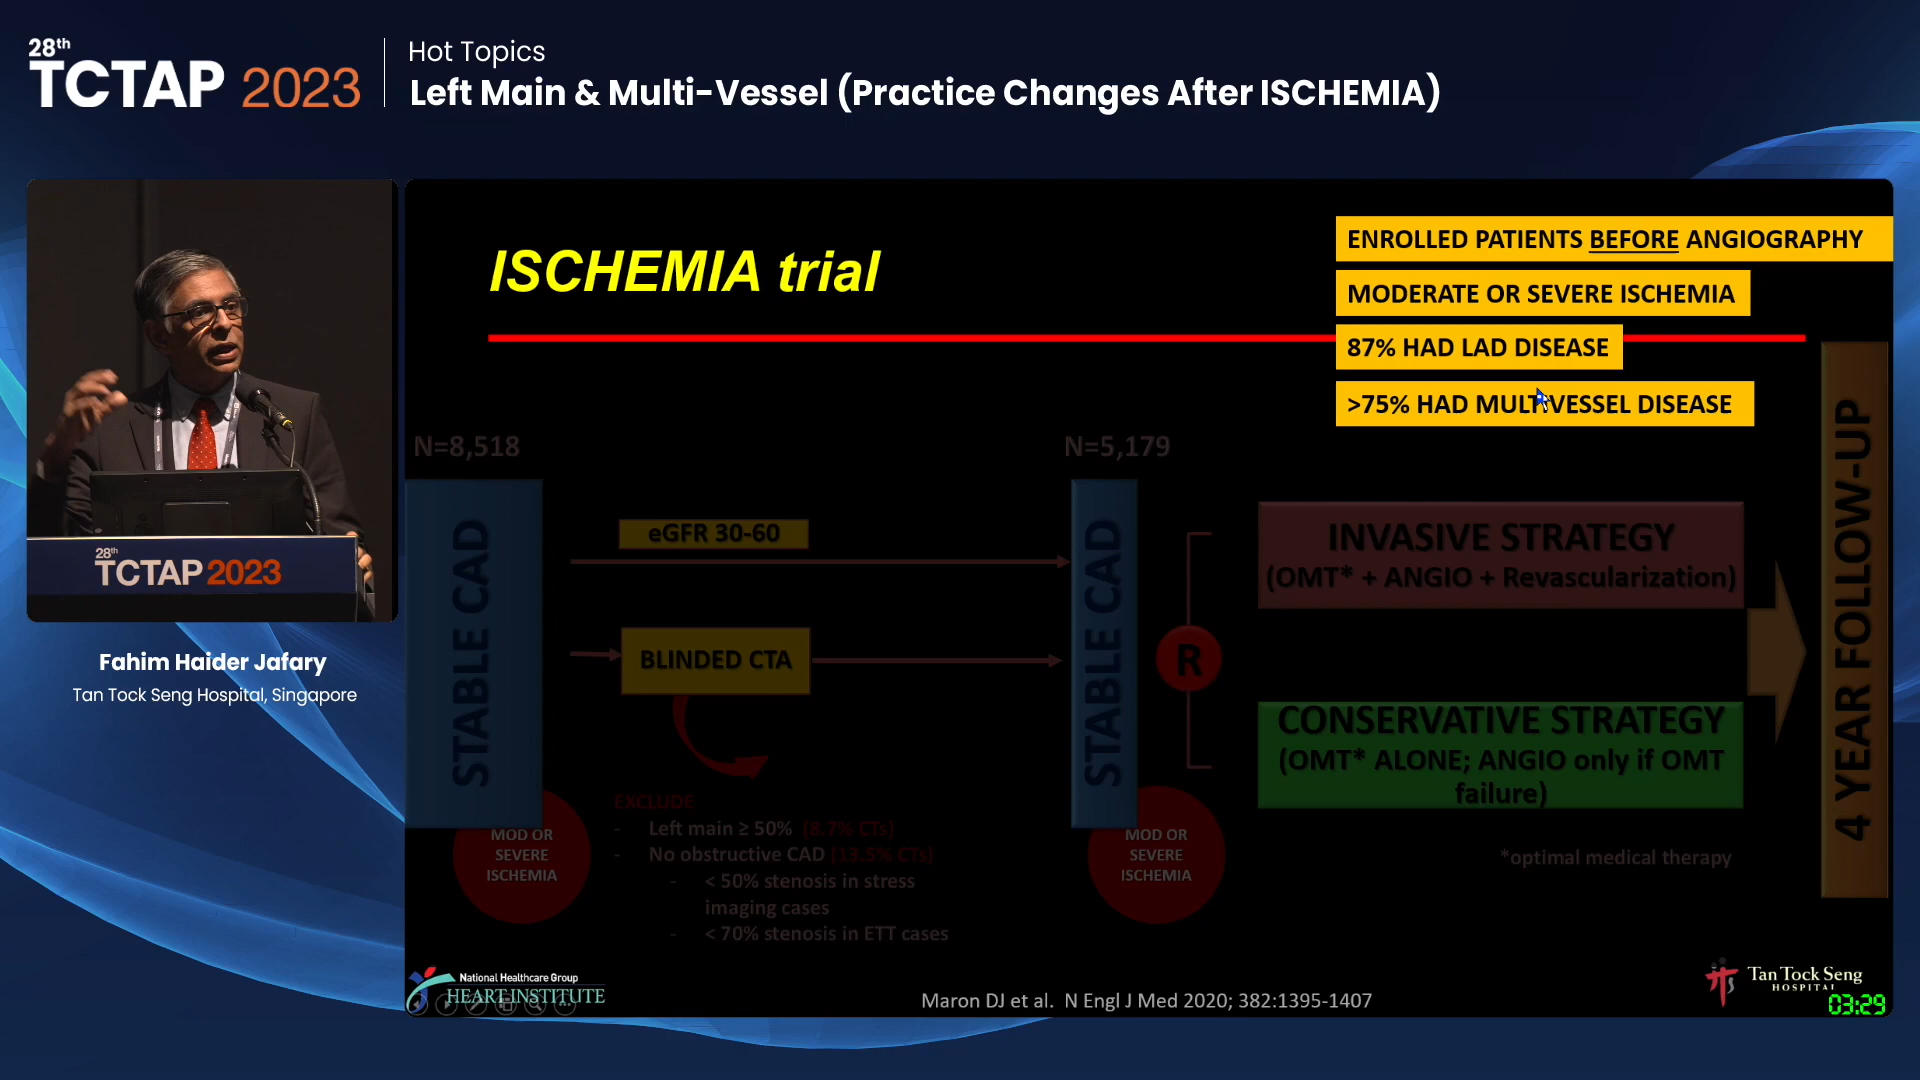 28th
TCTAP 2023
Hot Topics
Left Main & Multi-Vessel (Practice Changes After ISCHEMIA)
28th
TCTAP 2023
Fahim Haider Jafary
Tan Tock Seng Hospital, Singapore
ISCHEMIA trial
ENROLLED PATIENTS BEFORE ANGIOGRAPHY
MODERATE OR SEVERE ISCHEMIA
87% HAD LAD DISEASE
>75% HAD MULTIVESSEL DISEASE
N=8,518
STABLE CAD
MOD OR
SEVERE
ISCHEMIA
eGFR 30-60
BLINDED CTA
EXCLUDE
- Left main ≥ 50% (8.7% CTs)
- No obstructive CAD (13.5% CTs)
- < 50% stenosis in stress
imaging cases
- < 70% stenosis in ETT cases
N=5,179
STABLE CAD
MOD OR
SEVERE
ISCHEMIA
R
INVASIVE STRATEGY
(OMT* + ANGIO + Revascularization)
CONSERVATIVE STRATEGY
(OMT* ALONE; ANGIO only if OMT
failure)
*optimal medical therapy
4 YEAR FOLLOW-UP
National Healthcare Group
HEART INSTITUTE
Maron DJ et al. N Engl J Med 2020; 382:1395-1407
Tan Tock Seng
HOSPITAL
03:29